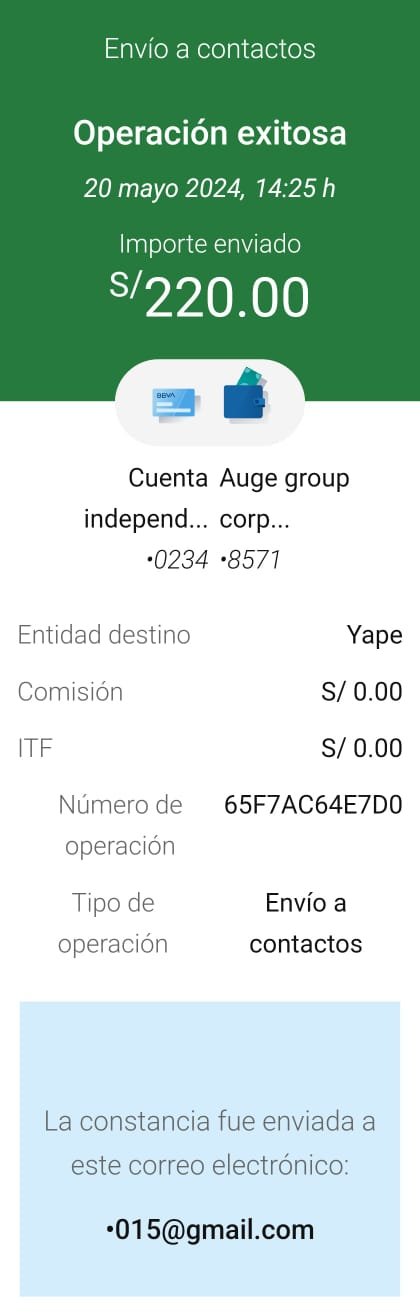 Envío a contactos
Operación exitosa
20 mayo 2024, 14:25 h
Importe enviado
S/220.00
BBVA
Cuenta independ... •0234
Auge group corp... •8571
Entidad destino Yape
Comisión S/ 0.00
ITF S/ 0.00
Número de operación 65F7AC64E7D0
Tipo de operación Envío a contactos
La constancia fue enviada a
este correo electrónico:
•015@gmail.com